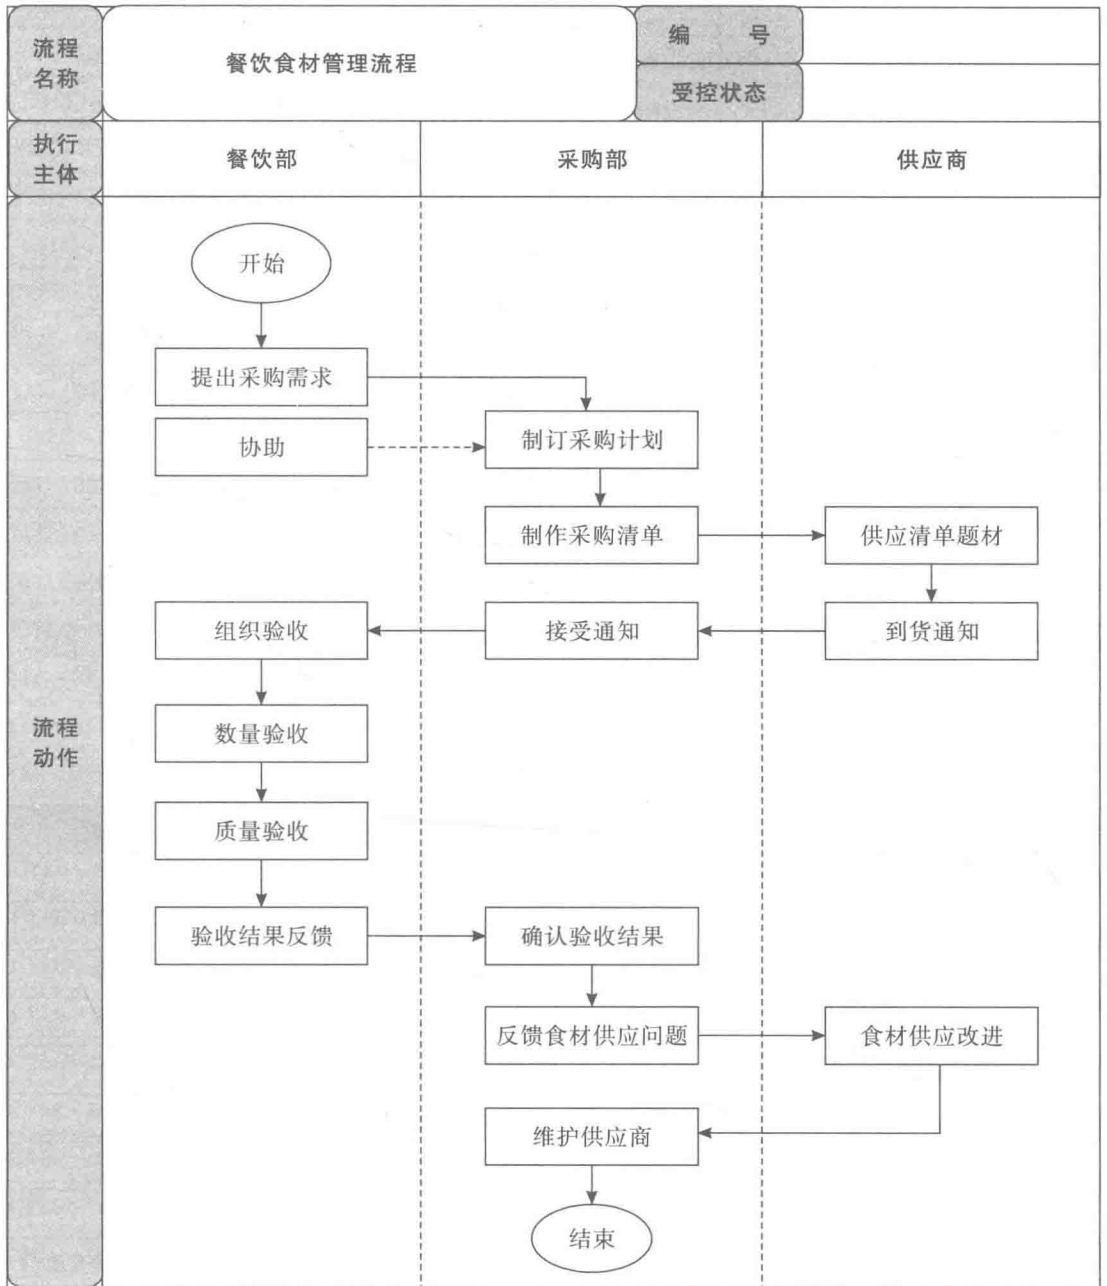 流程
名称
餐饮食材管理流程
编 号
受控状态
执行
主体
餐饮部
采购部
供应商
流程
动作
开始
提出采购需求
协助
制订采购计划
制作采购清单
供应清单题材
组织验收
接受通知
到货通知
数量验收
质量验收
验收结果反馈
确认验收结果
反馈食材供应问题
食材供应改进
维护供应商
结束